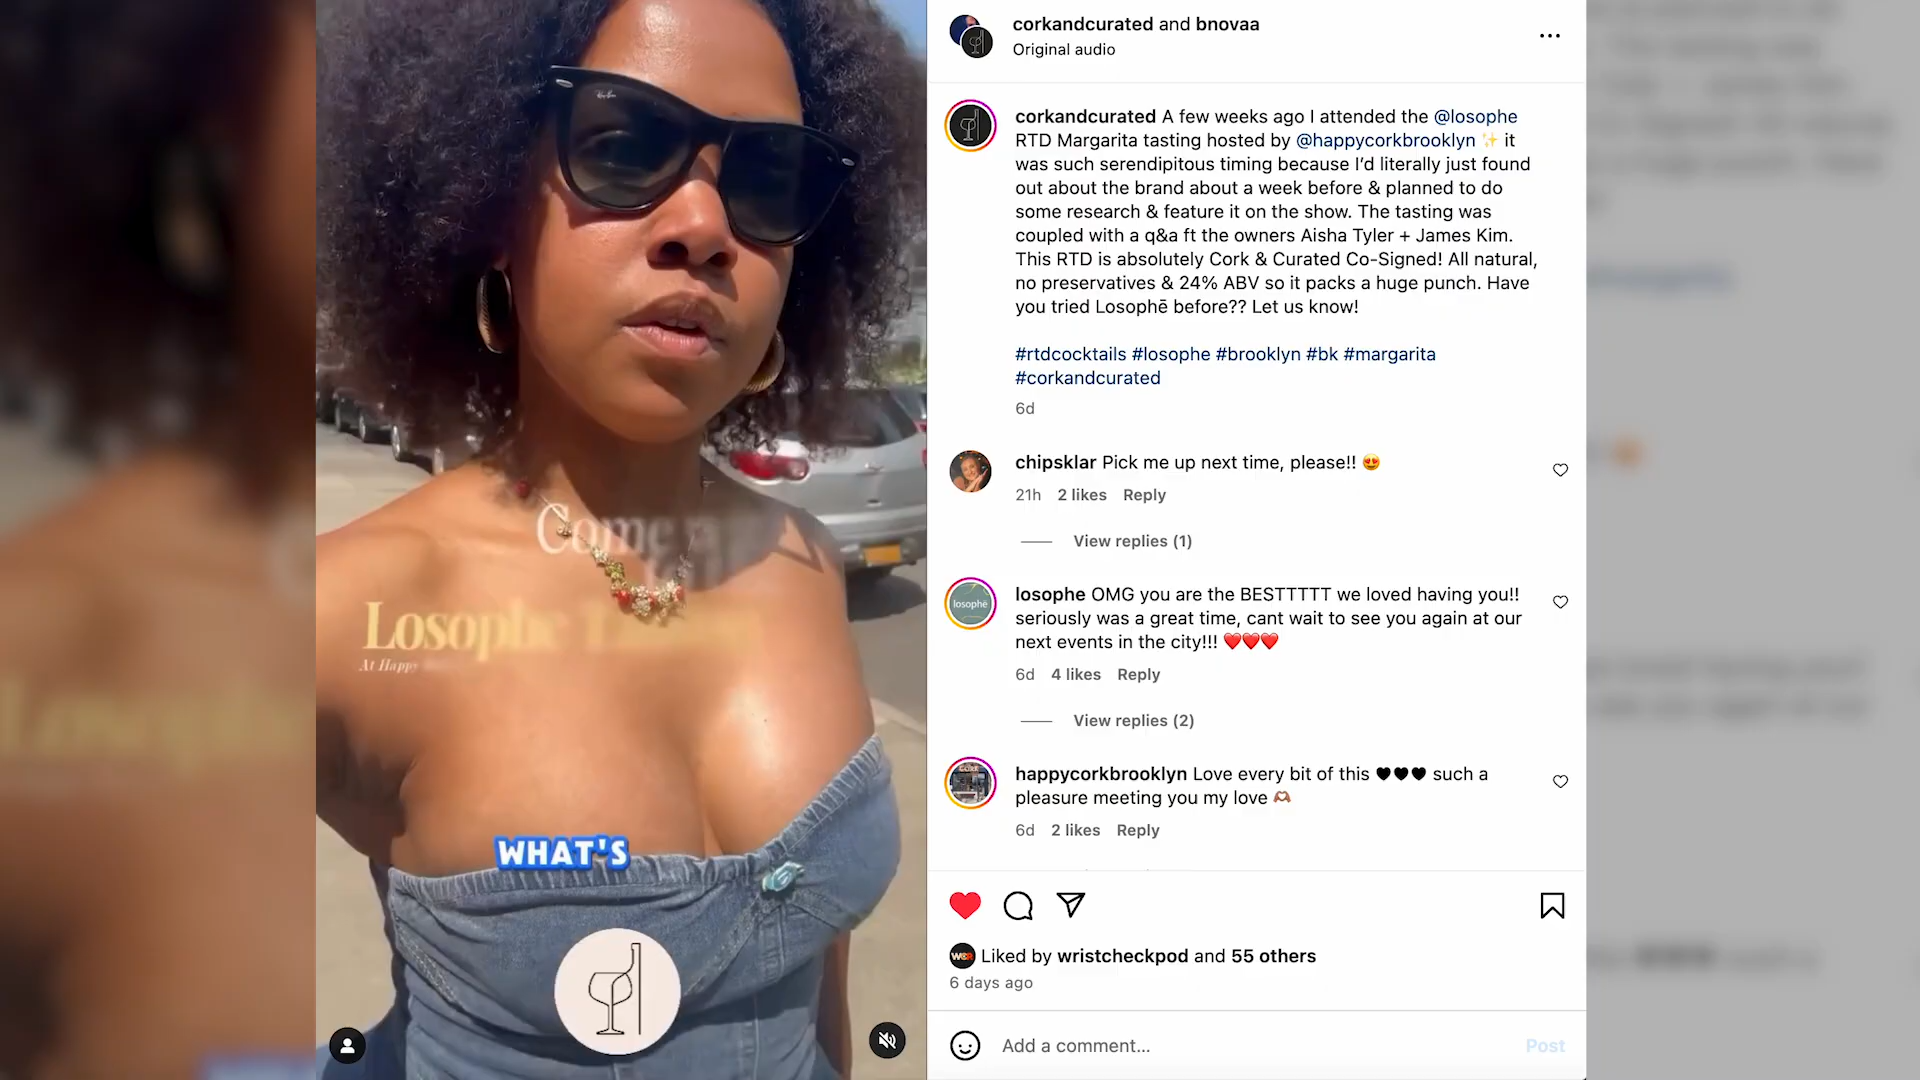 corkandcurated and bnovaa
Original audio
corkandcurated A few weeks ago I attended the @losophe
RTD Margarita tasting hosted by @happycorkbrooklyn ✨ it
was such serendipitous timing because I’d literally just found
out about the brand about a week before & planned to do
some research & feature it on the show. The tasting was
coupled with a q&a ft the owners Aisha Tyler + James Kim.
This RTD is absolutely Cork & Curated Co-Signed! All natural,
no preservatives & 24% ABV so it packs a huge punch. Have
you tried Losophē before?? Let us know!
#rtdcocktails #losophe #brooklyn #bk #margarita
#corkandcurated
6d
chipsklar Pick me up next time, please!! 😍
21h 2 likes Reply
View replies (1)
losophē
losophe OMG you are the BESTTTTT we loved having you!!
seriously was a great time, cant wait to see you again at our
next events in the city!!! ❤️❤️❤️
6d 4 likes Reply
View replies (2)
happycorkbrooklyn Love every bit of this 🖤🖤🖤 such a
pleasure meeting you my love 🫶🏾
6d 2 likes Reply
Liked by wristcheckpod and 55 others
6 days ago
Add a comment... Post
Ray-Ban
Come
Losophe
At Happy
WHAT'S